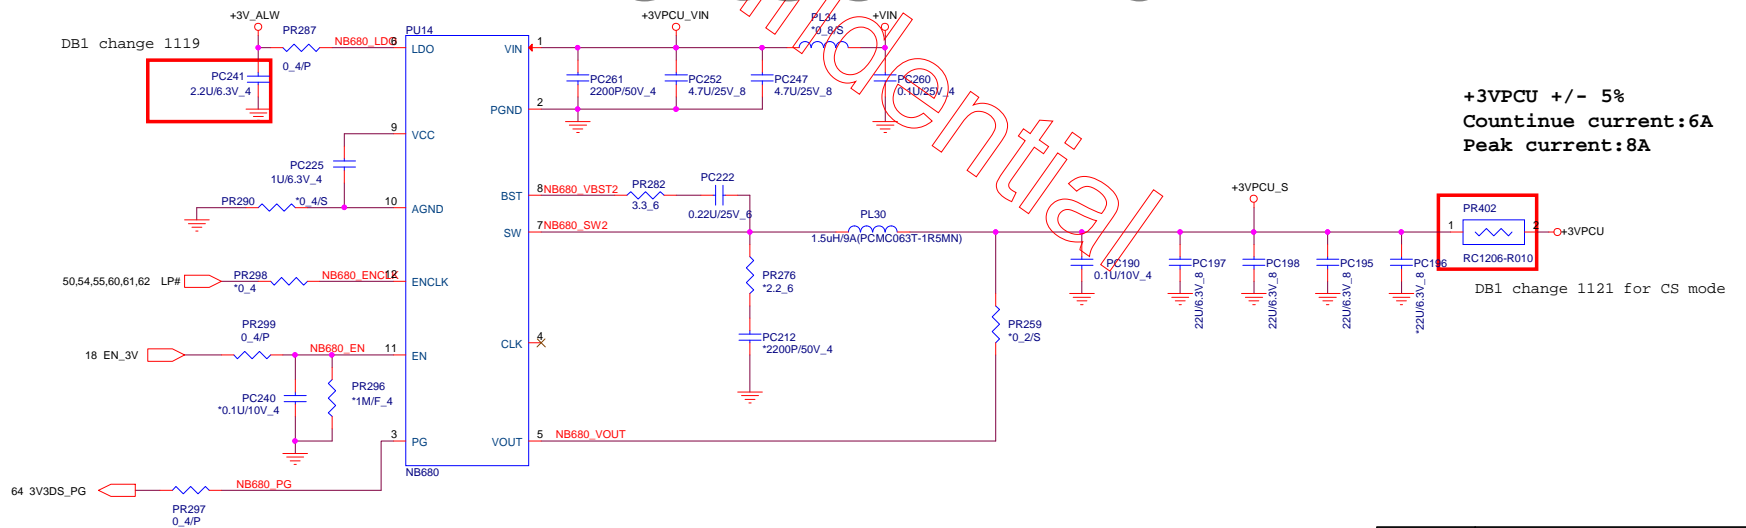 +3V_ALW
+3VPCU_VIN
PL34
*0_8/S
+VIN
DB1 change 1119
PR287
0_4/P
NB680_LDO
6
LDO
PU14
VIN
1
PC241
2.2U/6.3V_4
PC261
2200P/50V_4
PC252
4.7U/25V_8
PC247
4.7U/25V_8
PC260
0.1U/25V_4
PGND
2
+3VPCU +/- 5%
Countinue current:6A
Peak current:8A
9
VCC
PC225
1U/6.3V_4
PR290
*0_4/S
10
AGND
BST
8
NB680_VBST2
PR282
3.3_6
PC222
0.22U/25V_6
SW
7
NB680_SW2
PL30
1.5uH/9A(PCMC063T-1R5MN)
+3VPCU_S
PR402
1
2
+3VPCU
RC1206-R010
DB1 change 1121 for CS mode
PC190
0.1U/10V_4
PC197
22U/6.3V_8
PC198
22U/6.3V_8
PC195
22U/6.3V_8
PC196
*22U/6.3V_8
50,54,55,60,61,62 LP#
PR298
*0_4
NB680_ENCLK
12
ENCLK
PR276
*2.2_6
PC212
*2200P/50V_4
PR259
*0_2/S
CLK
4
18 EN_3V
PR299
0_4/P
NB680_EN
11
EN
PC240
*0.1U/10V_4
PR296
*1M/F_4
3
PG
VOUT
5
NB680_VOUT
NB680
64 3V3DS_PG
PR297
0_4/P
NB680_PG
nfidential